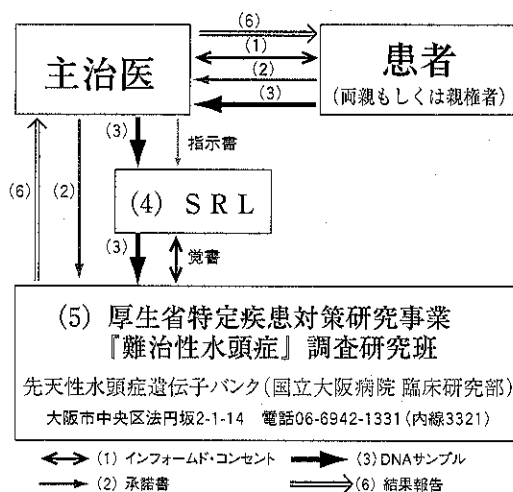 (6)
(1)
(2)
(3)
主治医
患者
(両親もしくは親権者)
(3)
指示書
(6)
(2)
(4) SRL
(3)
覚書
(5) 厚生省特定疾患対策研究事業
『難治性水頭症』調査研究班
先天性水頭症遺伝子バンク(国立大阪病院 臨床研究部)
大阪市中央区法円坂2-1-14 電話06-6942-1331(内線3321)
(1) インフォームド・コンセント
(3) DNAサンプル
(2) 承諾書
(6) 結果報告